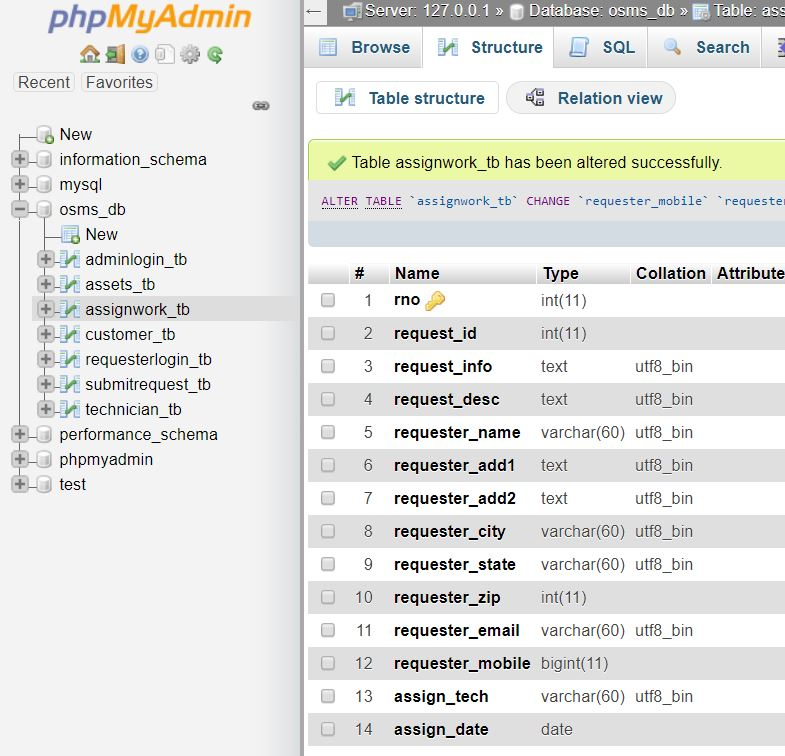 phpMyAdmin
Recent Favorites
New
information_schema
mysql
osms_db
New
adminlogin_tb
assets_tb
assignwork_tb
customer_tb
requesterlogin_tb
submitrequest_tb
technician_tb
performance_schema
phpmyadmin
test
← Server: 127.0.0.1 » Database: osms_db » Table: ass
Browse Structure SQL Search
Table structure Relation view
Table assignwork_tb has been altered successfully.
ALTER TABLE `assignwork_tb` CHANGE `requester_mobile` `requester
# Name Type Collation Attribute
1 rno int(11)
2 request_id int(11)
3 request_info text utf8_bin
4 request_desc text utf8_bin
5 requester_name varchar(60) utf8_bin
6 requester_add1 text utf8_bin
7 requester_add2 text utf8_bin
8 requester_city varchar(60) utf8_bin
9 requester_state varchar(60) utf8_bin
10 requester_zip int(11)
11 requester_email varchar(60) utf8_bin
12 requester_mobile bigint(11)
13 assign_tech varchar(60) utf8_bin
14 assign_date date